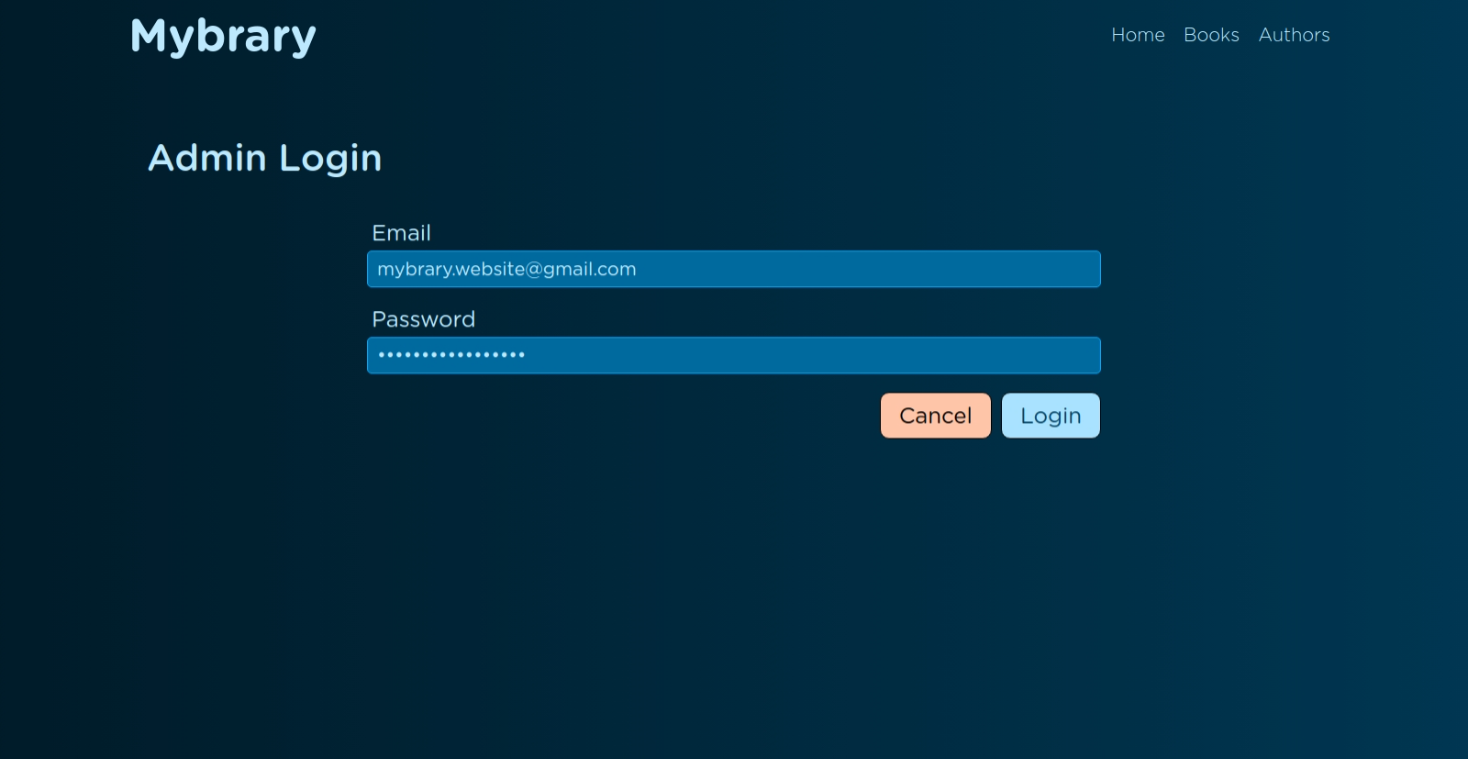 Mybrary
Home Books Authors
Admin Login
Email
mybrary.website@gmail.com
Password
•••••••••••••••••
Cancel Login